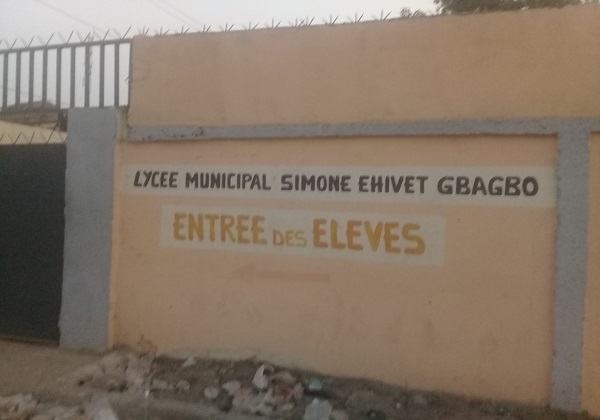 LYCEE MUNICIPAL SIMONE EHIVET GBAGBO
ENTREE DES ELEVES